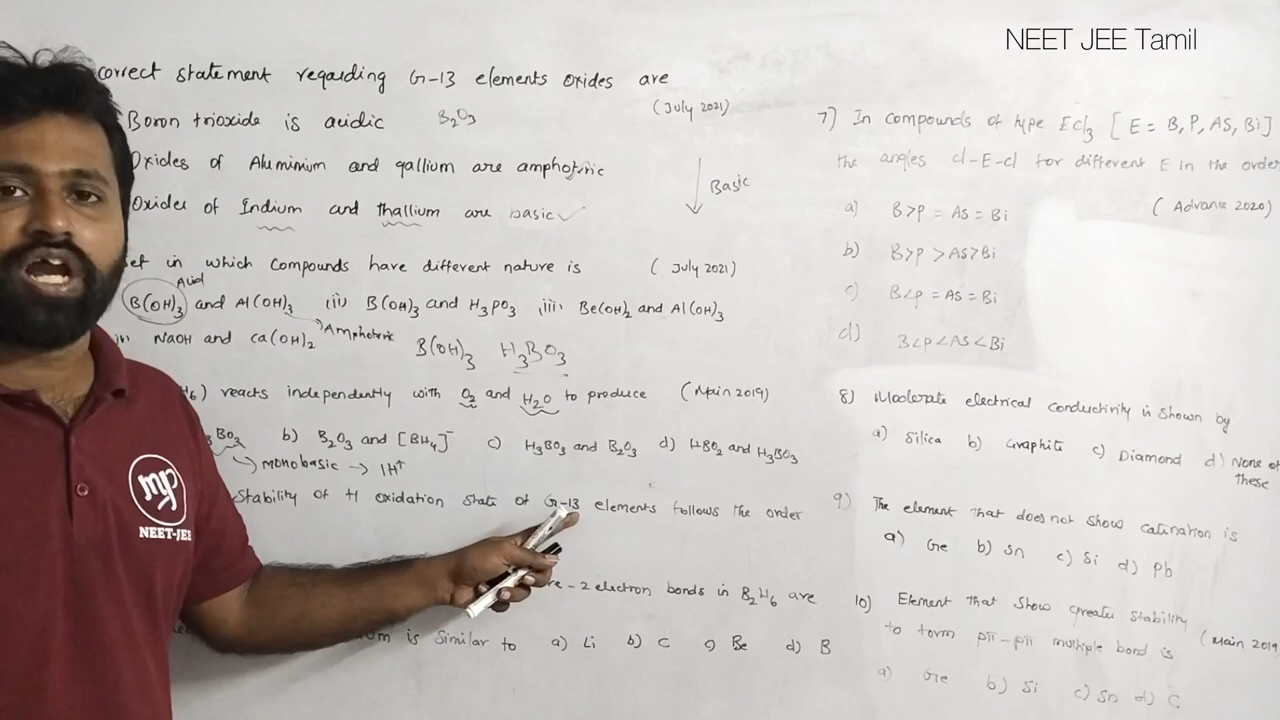 NEET JEE Tamil
correct statement regarding G-13 elements oxides are
(July 2021)
Boron trioxide is acidic B₂O₃
Oxides of Aluminium and gallium are amphoteric
Basic
Oxides of Indium and thallium are basic ✓
set in which compounds have different nature is (July 2021)
Acid
B(OH)₃ and Al(OH)₃ (ii) B(OH)₃ and H₃PO₃ (iii) Be(OH)₂ and Al(OH)₃
Amphoteric
NaOH and Ca(OH)₂ B(OH)₃ H₃BO₃
H₆) reacts independently with O₂ and H₂O to produce (Main 2019)
₃BO₃ b) B₂O₃ and [BH₄]⁻ c) H₃BO₃ and B₂O₃ d) HBO₂ and H₃BO₃
monobasic → 1H⁺
Stability of +1 oxidation state of G-13 elements follows the order
re-2 electron bonds in B₂H₆ are
is similar to a) Li b) C c) Be d) B
7) In compounds of type ECl₃ [E = B, P, AS, Bi]
the angles cl-E-cl for different E in the order
(Advance 2020)
a) B>P = AS = Bi
b) B>P >AS>Bi
c) B<P = AS = Bi
d) B<P<AS<Bi
8) Moderate electrical conductivity is shown by
a) Silica b) Graphite c) Diamond d) None of
these
9) The element that does not show catination is
a) Ge b) Sn c) Si d) Pb
10) Element that show greater stability
to form pπ-pπ multiple bond is (Main 2019
a) Ge b) Si c) Sn d) C
mp
NEET-JEE